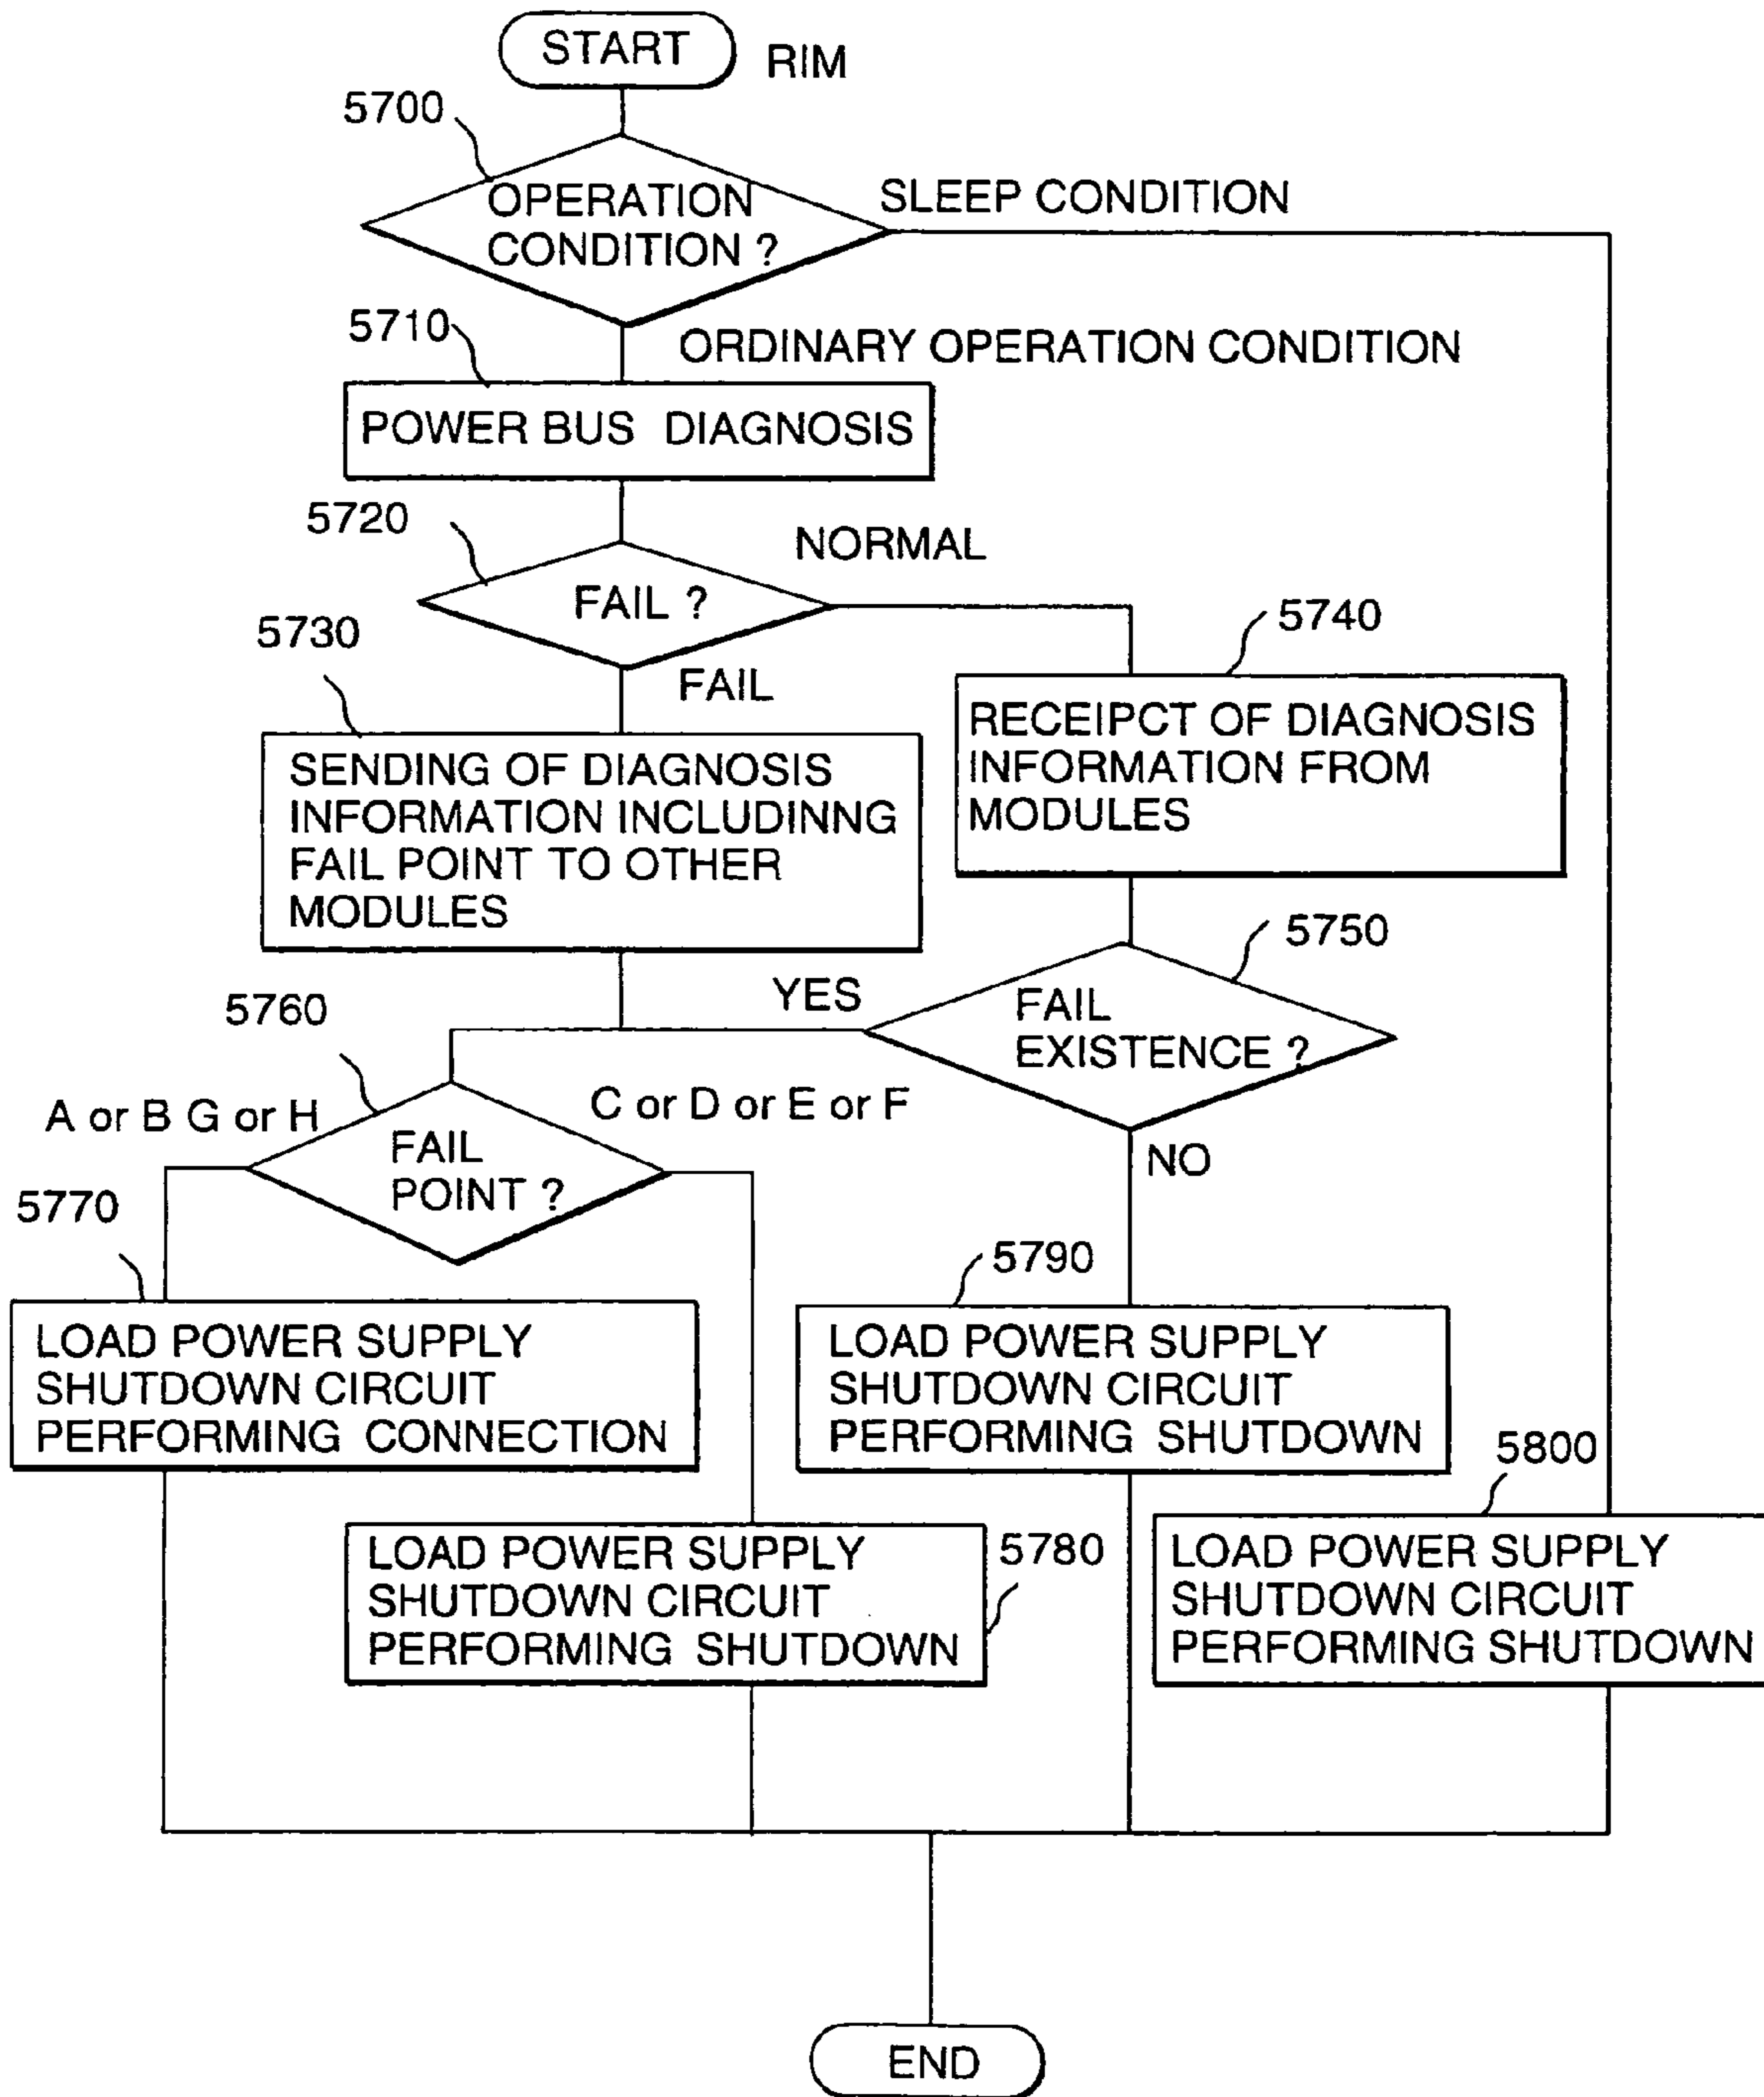 START
RIM
5700
OPERATION
CONDITION ?
SLEEP CONDITION
5710
ORDINARY OPERATION CONDITION
POWER BUS DIAGNOSIS
5720
NORMAL
FAIL ?
5730
FAIL
5740
RECEIPCT OF DIAGNOSIS
INFORMATION FROM
MODULES
SENDING OF DIAGNOSIS
INFORMATION INCLUDINNG
FAIL POINT TO OTHER
MODULES
5750
YES
FAIL
EXISTENCE ?
5760
A or B G or H
C or D or E or F
FAIL
POINT ?
NO
5770
LOAD POWER SUPPLY
SHUTDOWN CIRCUIT
PERFORMING CONNECTION
5790
LOAD POWER SUPPLY
SHUTDOWN CIRCUIT
PERFORMING SHUTDOWN
5780
LOAD POWER SUPPLY
SHUTDOWN CIRCUIT
PERFORMING SHUTDOWN
5800
LOAD POWER SUPPLY
SHUTDOWN CIRCUIT
PERFORMING SHUTDOWN
END